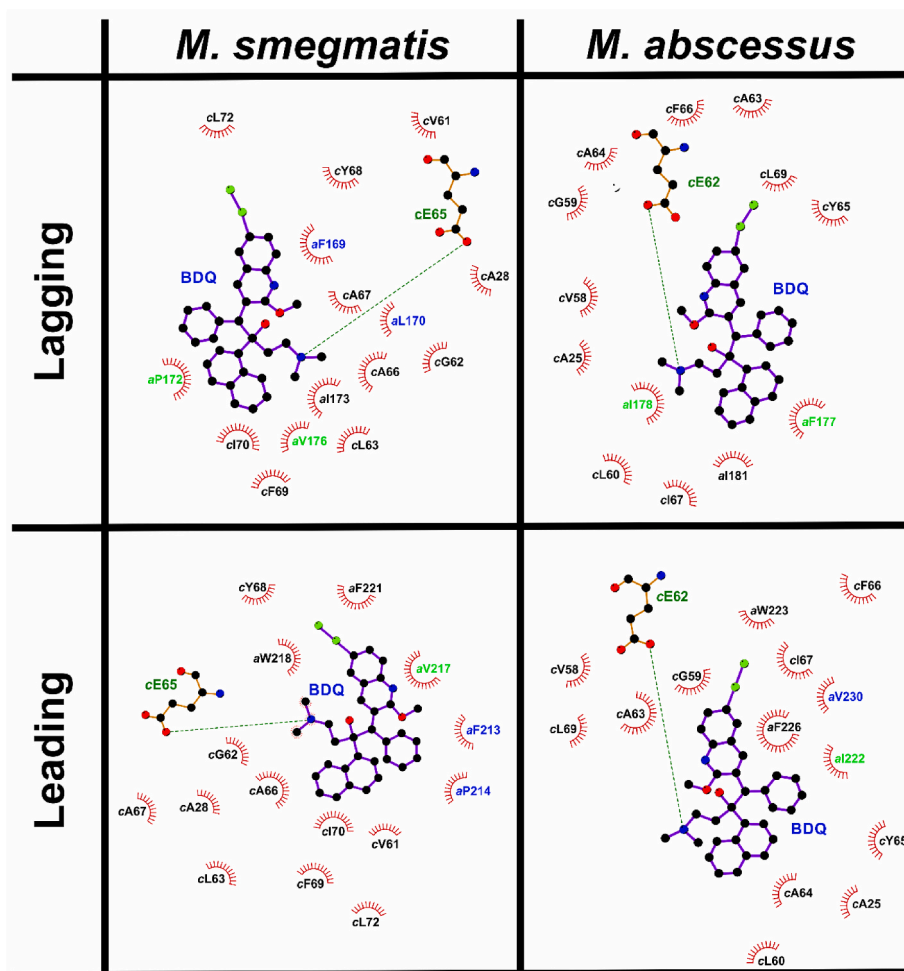 M. smegmatis
M. abscessus
Lagging
cL72
cV61
cY68
cE65
aF169
BDQ
cA28
cA67
aL170
cG62
aP172
cA66
aI173
cI70
aV176
cL63
cF69
cA63
cF66
cA64
cE62
cL69
cG59
cY65
BDQ
cV58
cA25
aI178
aF177
cL60
aI181
cI67
Leading
cY68
aF221
aW218
aV217
cE65
BDQ
aF213
cG62
aP214
cA66
cA67
cA28
cI70
cV61
cL63
cF69
cL72
cF66
cE62
aW223
cV58
cG59
cI67
cA63
aV230
cL69
aF226
aI222
BDQ
cY65
cA64
cA25
cL60